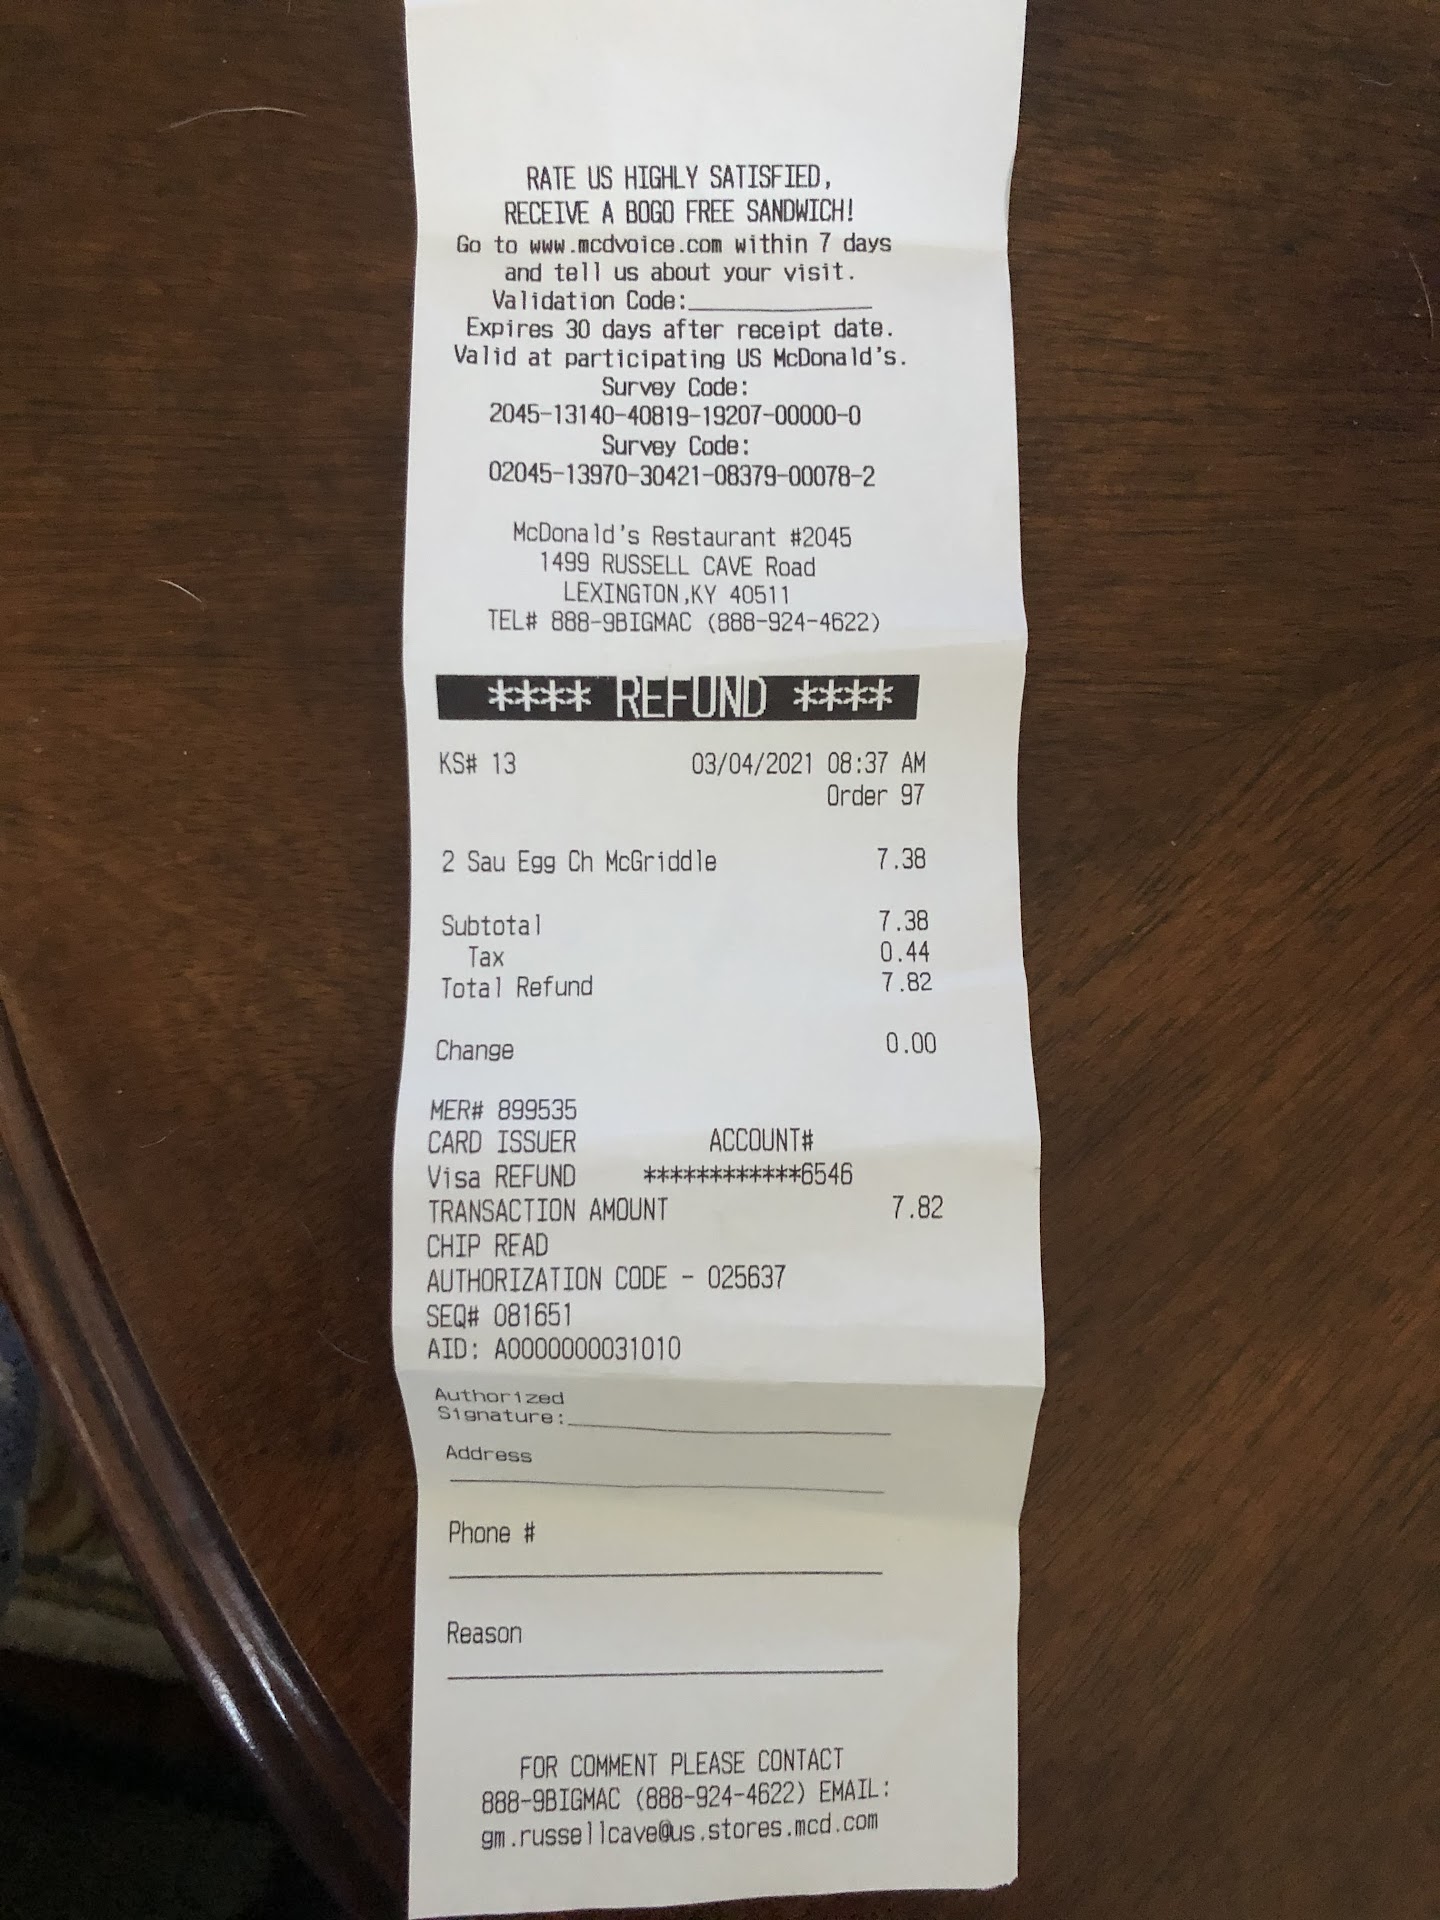 RATE US HIGHLY SATISFIED,
RECEIVE A BOGO FREE SANDWICH!
Go to www.mcdvoice.com within 7 days
and tell us about your visit.
Validation Code:_______________
Expires 30 days after receipt date.
Valid at participating US McDonald's.
Survey Code:
2045-13140-40819-19207-00000-0
Survey Code:
02045-13970-30421-08379-00078-2
McDonald's Restaurant #2045
1499 RUSSELL CAVE Road
LEXINGTON,KY 40511
TEL# 888-9BIGMAC (888-924-4622)
**** REFUND ****
KS# 13 03/04/2021 08:37 AM
Order 97
2 Sau Egg Ch McGriddle 7.38
Subtotal 7.38
Tax 0.44
Total Refund 7.82
Change 0.00
MER# 899535
CARD ISSUER ACCOUNT#
Visa REFUND ************6546
TRANSACTION AMOUNT 7.82
CHIP READ
AUTHORIZATION CODE - 025637
SEQ# 081651
AID: A0000000031010
Authorized
Signature:____________________
Address
Phone #
Reason
FOR COMMENT PLEASE CONTACT
888-9BIGMAC (888-924-4622) EMAIL:
gm.russellcave@us.stores.mcd.com